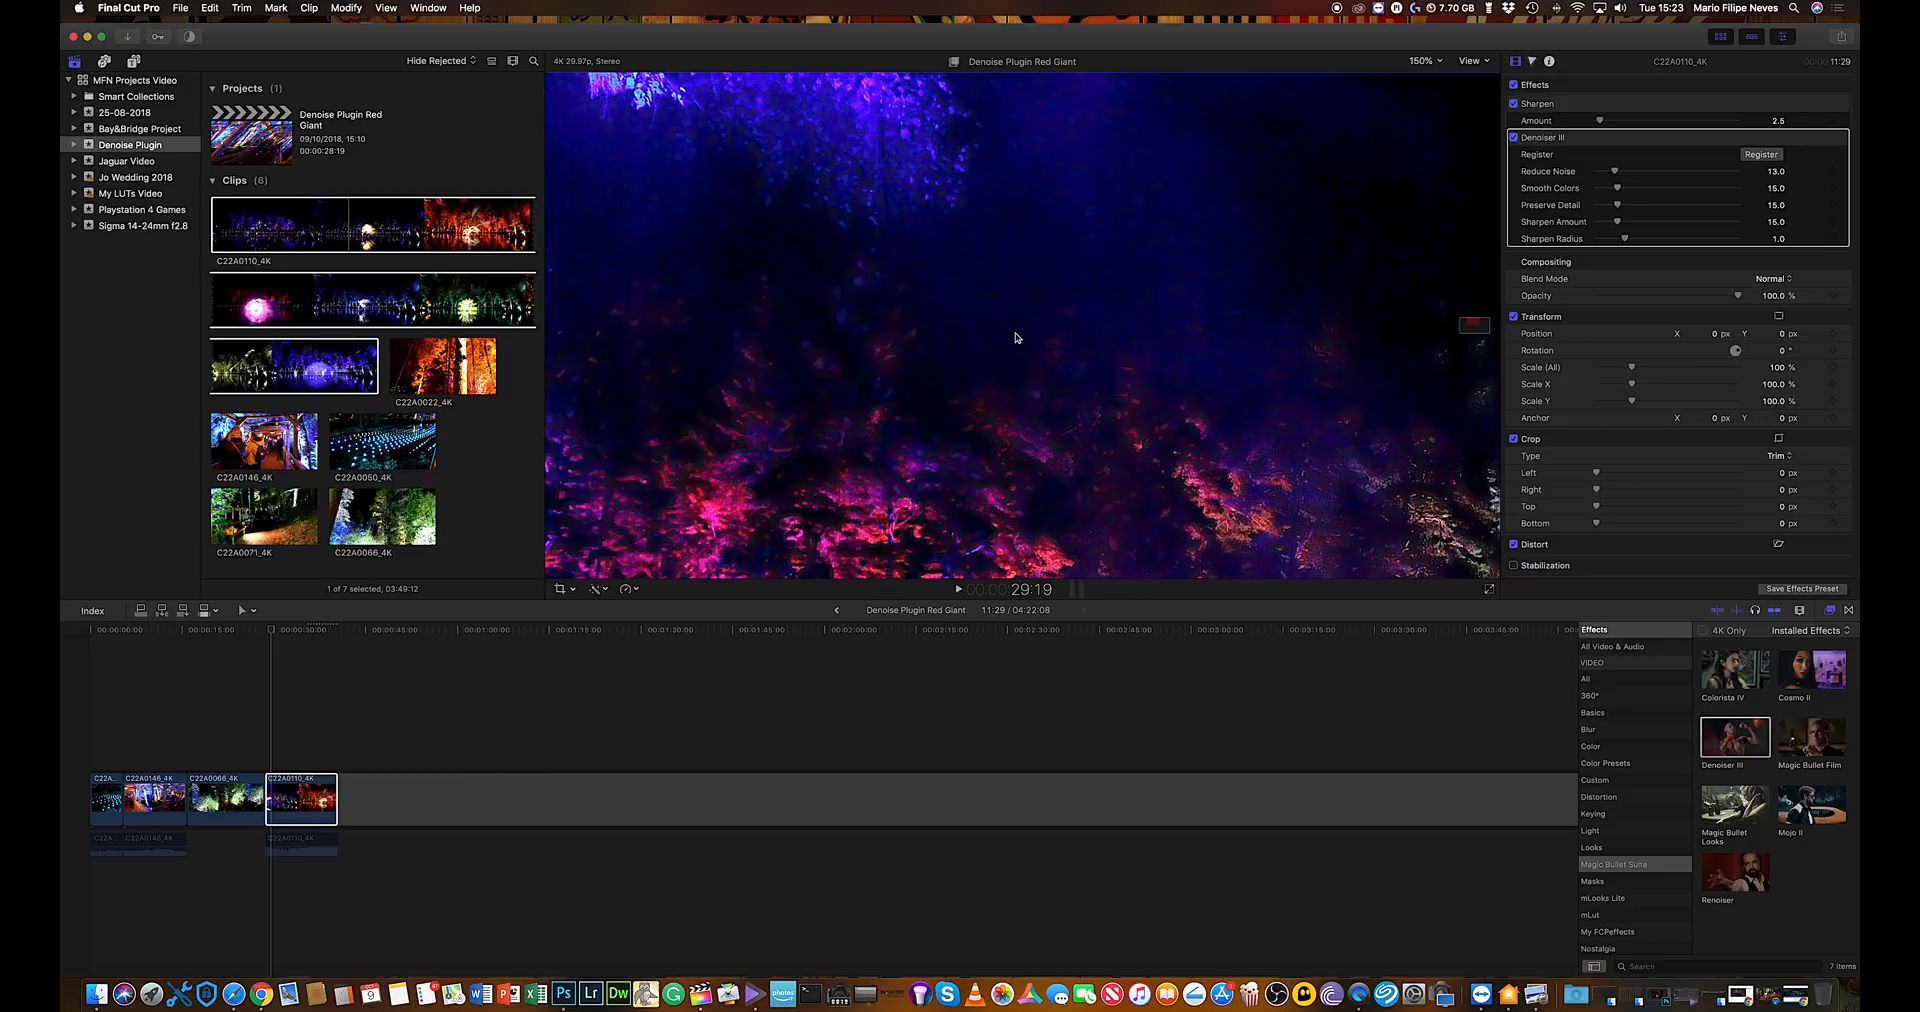 Final Cut Pro File Edit Trim Mark Clip Modify View Window Help
7.70 GB Tue 15:23 Mario Filipe Neves
Hide Rejected
4K 29.97p, Stereo
Denoise Plugin Red Giant
150% View
C22A0110_4K
11:29
MFN Projects Video
Smart Collections
25-08-2018
Bay&Bridge Project
Denoise Plugin
Jaguar Video
Jo Wedding 2018
My LUTs Video
Playstation 4 Games
Sigma 14-24mm f2.8
Projects (1)
Denoise Plugin Red
Giant
09/10/2018, 15:10
00:00:28:19
Clips (6)
C22A0110_4K
C22A0022_4K
C22A0146_4K
C22A0050_4K
C22A0071_4K
C22A0066_4K
1 of 7 selected, 03:49:12
00:00:29:19
Effects
Sharpen
Amount 2.5
Denoiser III
Register Register
Reduce Noise 13.0
Smooth Colors 15.0
Preserve Detail 15.0
Sharpen Amount 15.0
Sharpen Radius 1.0
Compositing
Blend Mode Normal
Opacity 100.0 %
Transform
Position X 0 px Y 0 px
Rotation 0 °
Scale (All) 100 %
Scale X 100.0 %
Scale Y 100.0 %
Anchor X 0 px Y 0 px
Crop
Type Trim
Left 0 px
Right 0 px
Top 0 px
Bottom 0 px
Distort
Stabilization
Save Effects Preset
Index
Denoise Plugin Red Giant 11:29 / 04:22:08
00:00:00:00 00:00:15:00 00:00:30:00 00:00:45:00 00:01:00:00 00:01:15:00 00:01:30:00 00:01:45:00 00:02:00:00 00:02:15:00 00:02:30:00 00:02:45:00 00:03:00:00 00:03:15:00 00:03:30:00 00:03:45:00
C22A... C22A0146_4K C22A0066_4K C22A0110_4K
C22A... C22A0146_4K C22A0110_4K
Effects
4K Only Installed Effects
All Video & Audio
VIDEO
All
360°
Basics
Blur
Color
Color Presets
Custom
Distortion
Keying
Light
Looks
Magic Bullet Suite
Masks
mLooks Lite
mLut
My FCPeffects
Nostalgia
Colorista IV
Cosmo II
Denoiser III
Magic Bullet Film
Magic Bullet
Looks
Mojo II
Renoiser
Search
7 items
Ps Lr Dw
photos